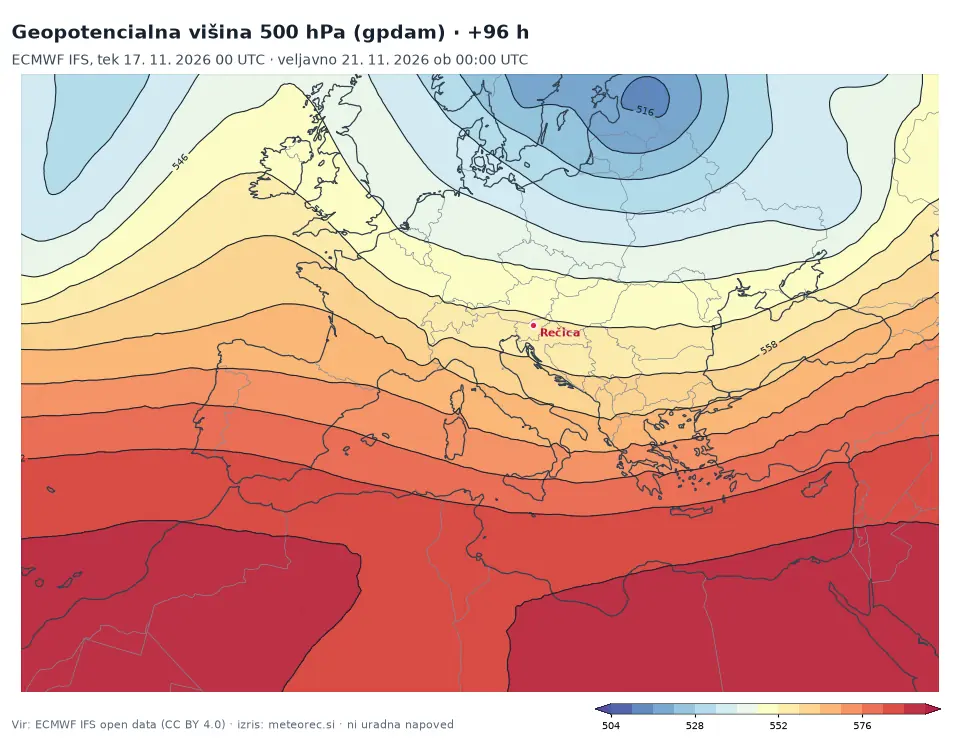 Geopotencialna višina 500 hPa (gpdam) · +96 h
ECMWF IFS, tek 17. 11. 2026 00 UTC · veljavno 21. 11. 2026 ob 00:00 UTC
516
546
Rečica
558
504 528 552 576
Vir: ECMWF IFS open data (CC BY 4.0) · izris: meteorec.si · ni uradna napoved